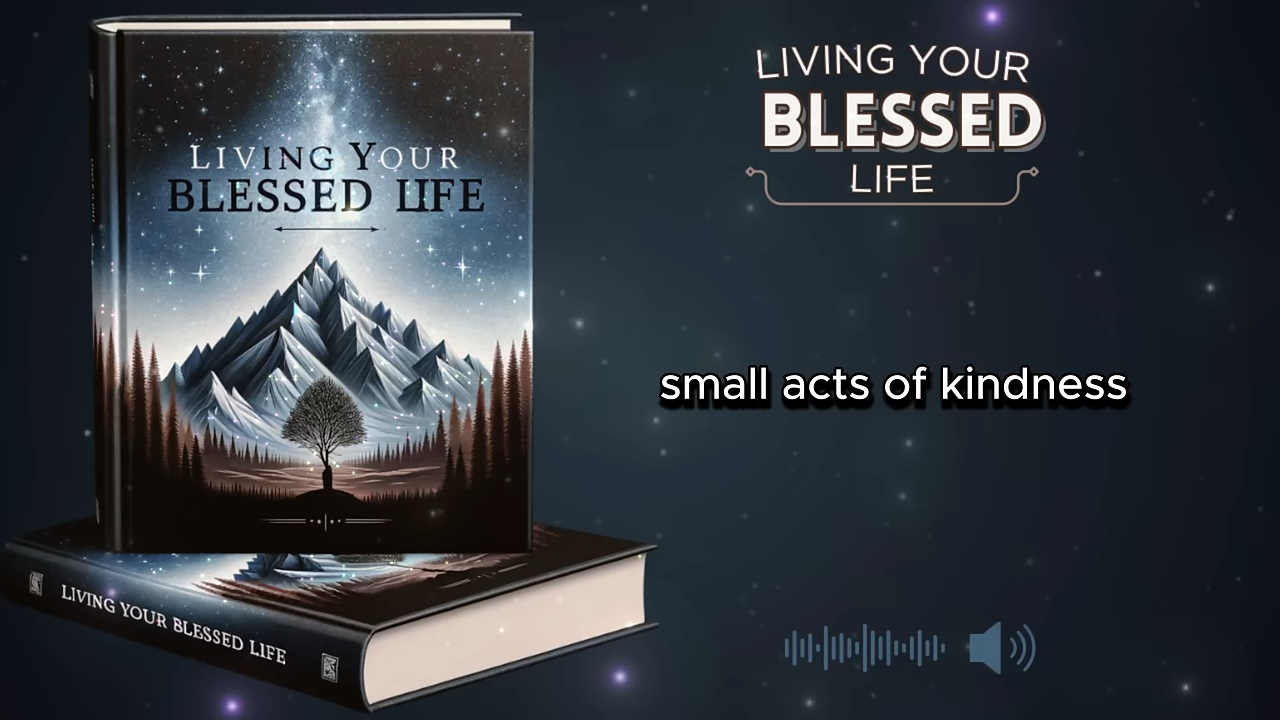 LIVING YOUR
BLESSED LIFE
LIVING YOUR BLESSED LIFE
LIVING YOUR
BLESSED
LIFE
small acts of kindness